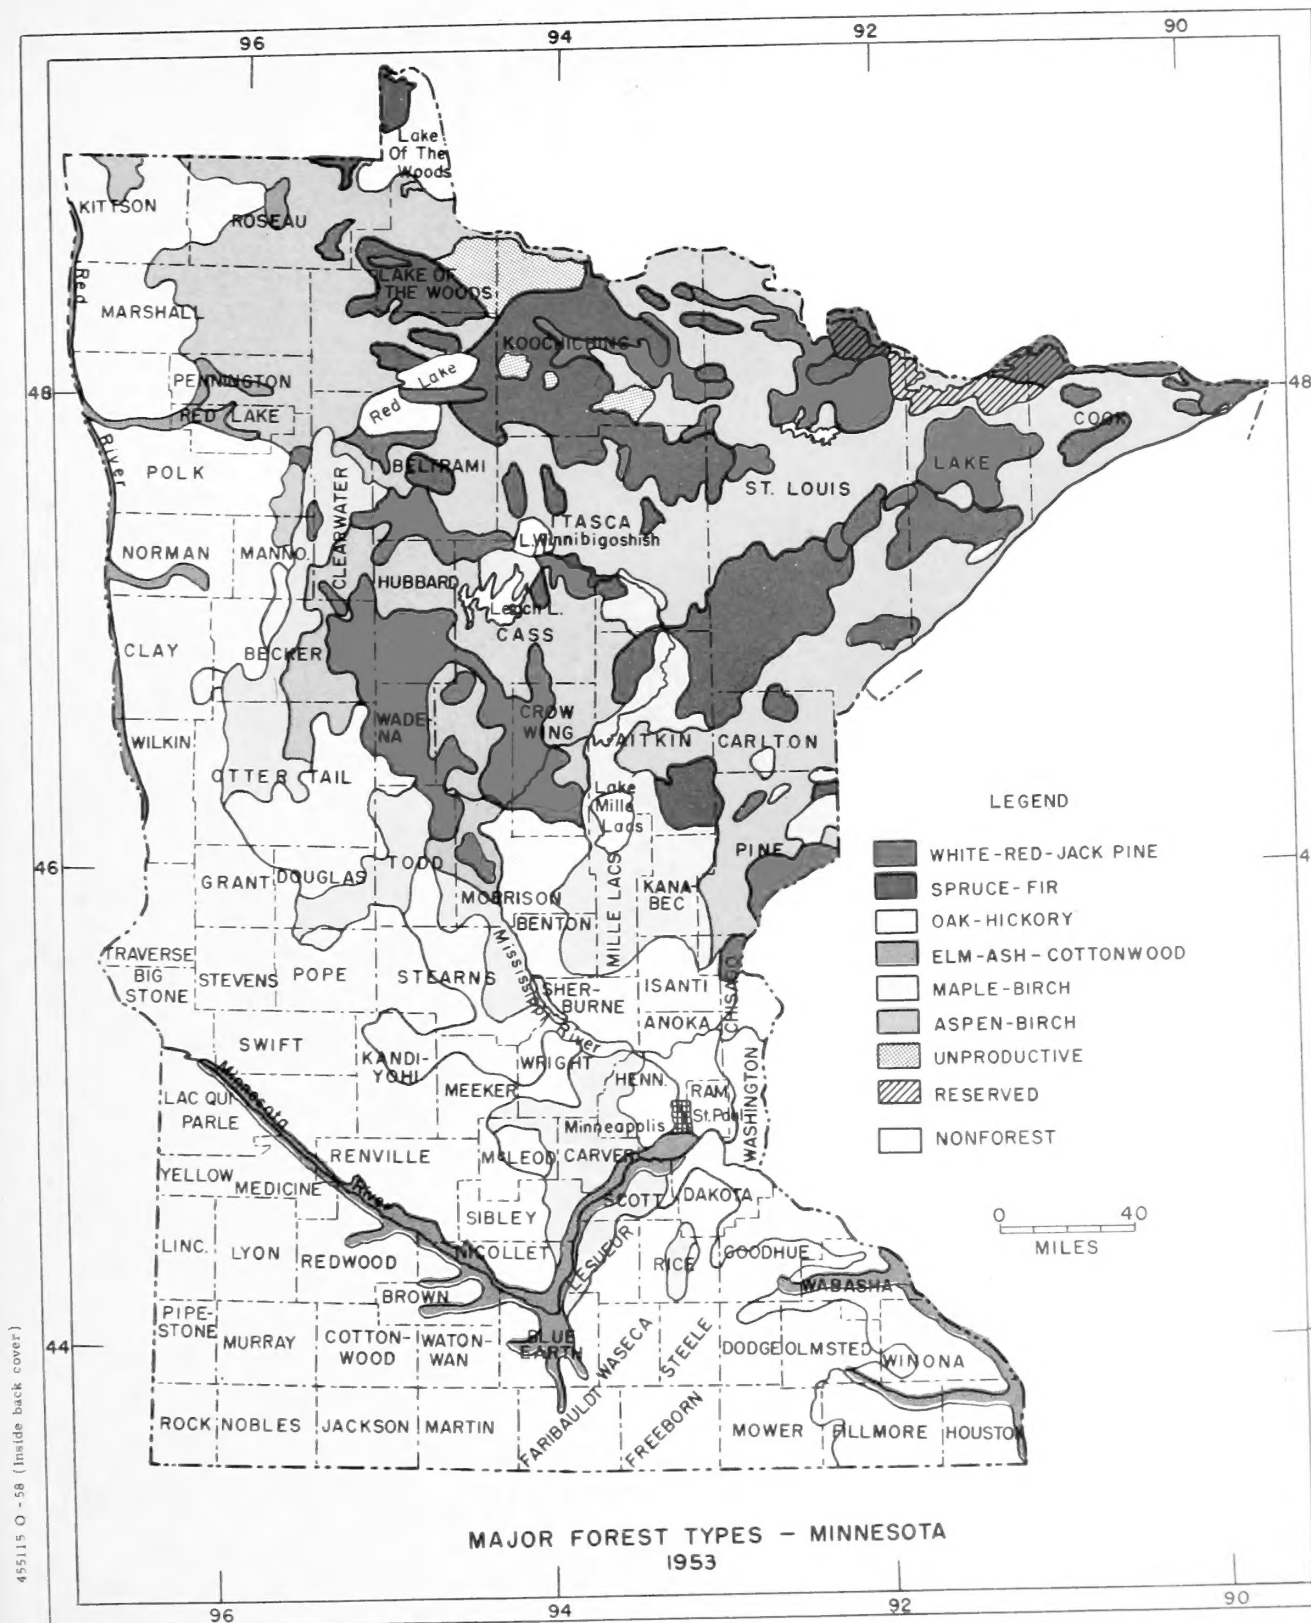 96 94 92 90
Lake
Of The
Woods
KITTSON
ROSEAU
Red
LAKE OF
THE WOODS
MARSHALL
KOOCHICHING
48
PENNINGTON
Lake
48
RED LAKE
Red
COOK
River
POLK
BELTRAMI
LAKE
CLEARWATER
ST. LOUIS
ITASCA
L. Winnibigoshish
NORMAN
MANNO.
HUBBARD
Leech L.
CASS
CLAY
BECKER
WADE-
NA
CROW
WING
AITKIN
CARLTON
WILKIN
OTTER TAIL
Lake
Mille
Lacs
LEGEND
46
TODD
PINE
WHITE-RED-JACK PINE
4
GRANT
DOUGLAS
MORRISON
MILLE LACS
KANA-
BEC
SPRUCE-FIR
BENTON
OAK-HICKORY
TRAVERSE
BIG
STONE
STEVENS
POPE
STEARNS
Mississippi River
SHER-
BURNE
ISANTI
CHISAGO
ELM-ASH-COTTONWOOD
MAPLE-BIRCH
ANOKA
ASPEN-BIRCH
SWIFT
KANDI-
YOHI
WRIGHT
UNPRODUCTIVE
Minnesota
MEEKER
HENN.
RAM.
WASHINGTON
RESERVED
LAC QUI
PARLE
St. Paul
Minneapolis
NONFOREST
RENVILLE
McLEOD
CARVER
YELLOW
MEDICINE
River
SCOTT
DAKOTA
0 40
MILES
SIBLEY
LINC.
LYON
REDWOOD
NICOLLET
LESUEUR
RICE
GOODHUE
WABASHA
BROWN
PIPE-
STONE
MURRAY
COTTON-
WOOD
WATON-
WAN
BLUE
EARTH
WASECA
STEELE
DODGE
OLMSTED
WINONA
44
ROCK
NOBLES
JACKSON
MARTIN
FARIBAULDT
FREEBORN
MOWER
FILLMORE
HOUSTON
455115 O - 58 (Inside back cover)
MAJOR FOREST TYPES – MINNESOTA
1953
96 94 92 90